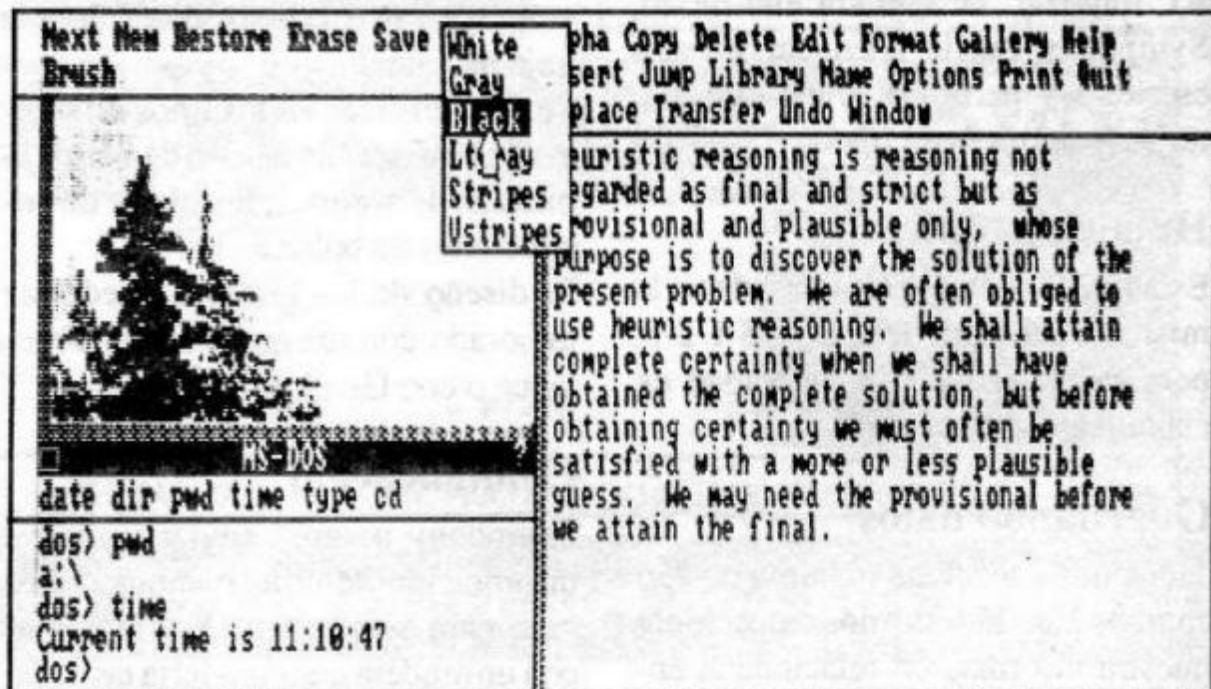 Next New Restore Erase Save
Brush
White
Gray
Black
Ltgray
Stripes
Vstripes
pha Copy Delete Edit Format Gallery Help
sert Jump Library Name Options Print Quit
place Transfer Undo Window
euristic reasoning is reasoning not
egarded as final and strict but as
rovisional and plausible only, whose
purpose is to discover the solution of the
present problem. We are often obliged to
use heuristic reasoning. We shall attain
complete certainty when we shall have
obtained the complete solution, but before
obtaining certainty we must often be
satisfied with a more or less plausible
guess. We may need the provisional before
we attain the final.
MS-DOS ?
date dir pwd time type cd
dos> pwd
a:\
dos> time
Current time is 11:10:47
dos>